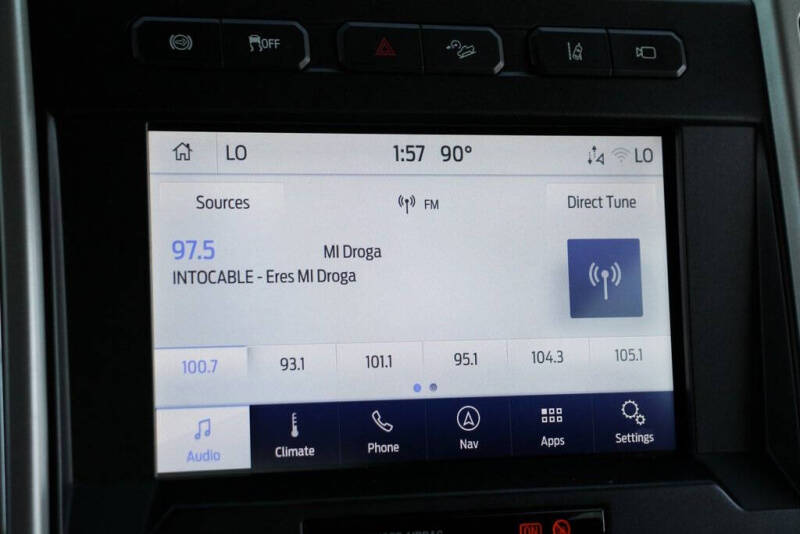 OFF
LO 1:57 90° LO
Sources FM Direct Tune
97.5 MI Droga
INTOCABLE - Eres MI Droga
100.7 93.1 101.1 95.1 104.3 105.1
Audio Climate Phone Nav Apps Settings
ON